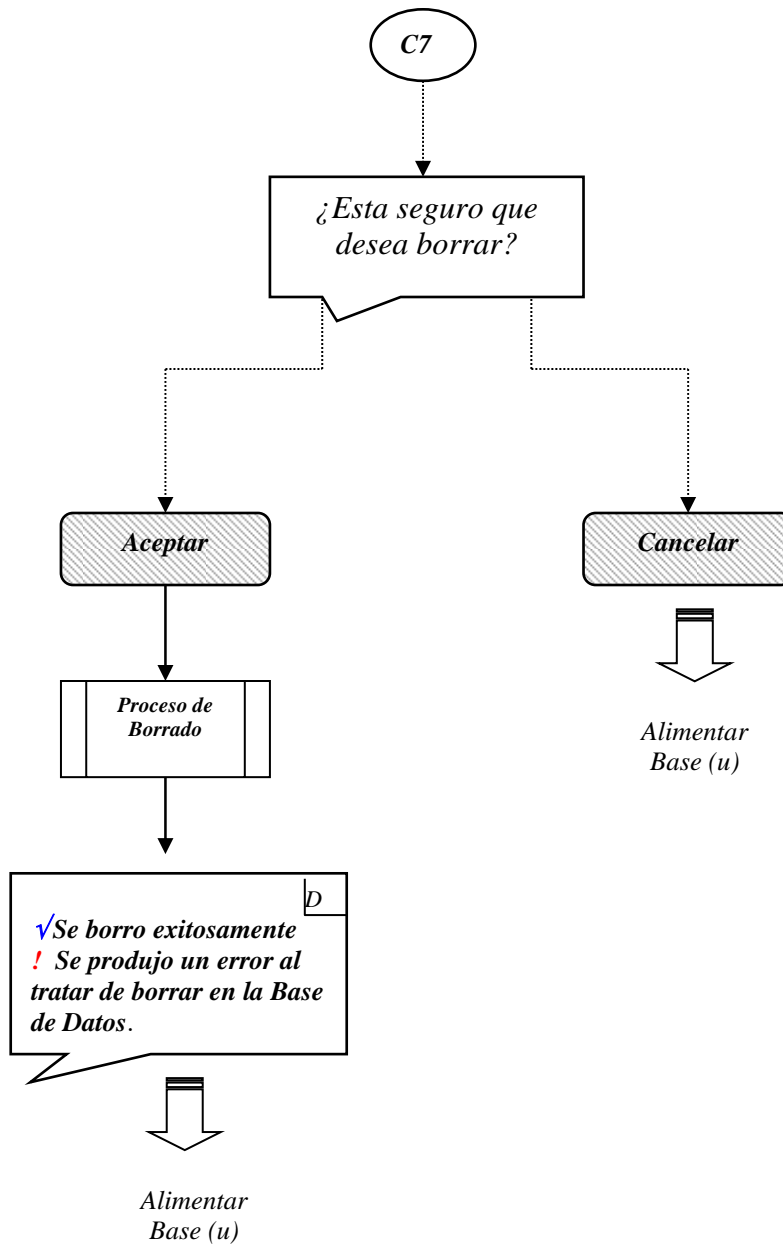 C7
¿Esta seguro que
desea borrar?
Aceptar
Cancelar
Proceso de
Borrado
Alimentar
Base (u)
D
√Se borro exitosamente
! Se produjo un error al
tratar de borrar en la Base
de Datos.
Alimentar
Base (u)